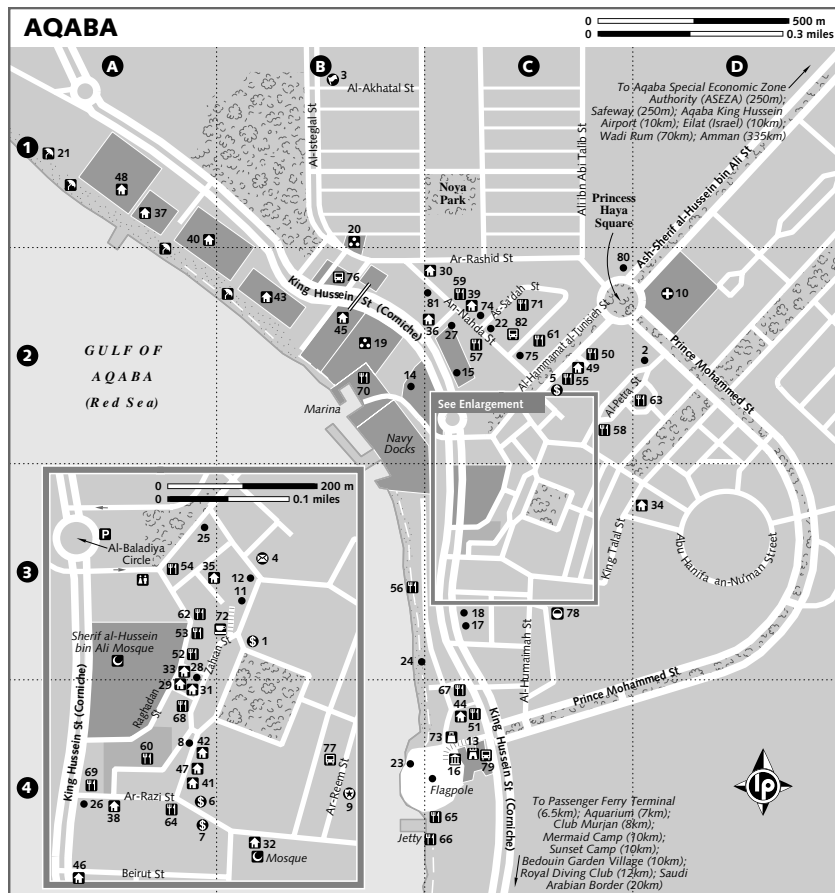 AQABA
0 500 m
0 0.3 miles
A
B
C
D
1
2
3
4
To Aqaba Special Economic Zone
Authority (ASEZA) (250m);
Safeway (250m); Aqaba King Hussein
Airport (10km); Eilat (Israel) (10km);
Wadi Rum (70km); Amman (335km)
3
Al-Akhatal St
Al-Isteglal St
Ali ibn Abi Talib St
Ash-Sherif al-Hussein bin Ali St
21
48
37
40
20
Noya
Park
Princess
Haya
Square
Ar-Rashid St
80
10
76
30
59
39
74
As-Sa'dah St
71
81
An-Nahda St
22
82
61
43
King Hussein St (Corniche)
45
36
27
57
75
Al-Hammamat al-Tunisieh St
50
49
2
19
15
5
55
Al-Petra St
63
Prince Mohammed St
GULF OF
AQABA
(Red Sea)
70
14
Marina
Navy
Docks
See Enlargement
58
34
King Talal St
Abu Hanifa an-Nu'man Street
56
18
17
78
24
Al-Humaimah St
Prince Mohammed St
67
44
51
73
13
King Hussein St (Corniche)
23
16
79
Flagpole
65
Jetty
66
lp
To Passenger Ferry Terminal
(6.5km); Aquarium (7km);
Club Murjan (8km);
Mermaid Camp (10km);
Sunset Camp (10km);
Bedouin Garden Village (10km);
Royal Diving Club (12km); Saudi
Arabian Border (20km)
0 200 m
0 0.1 miles
P
25
Al-Baladiya
Circle
4
54
35
12
11
62
72
53
1
Sherif al-Hussein
bin Ali Mosque
52
Zahran St
33
28
29
31
Raghadan St
68
King Hussein St (Corniche)
8
42
60
77
47
69
41
Ar-Reem St
26
Ar-Razi St
6
9
38
64
7
32
Mosque
46
Beirut St